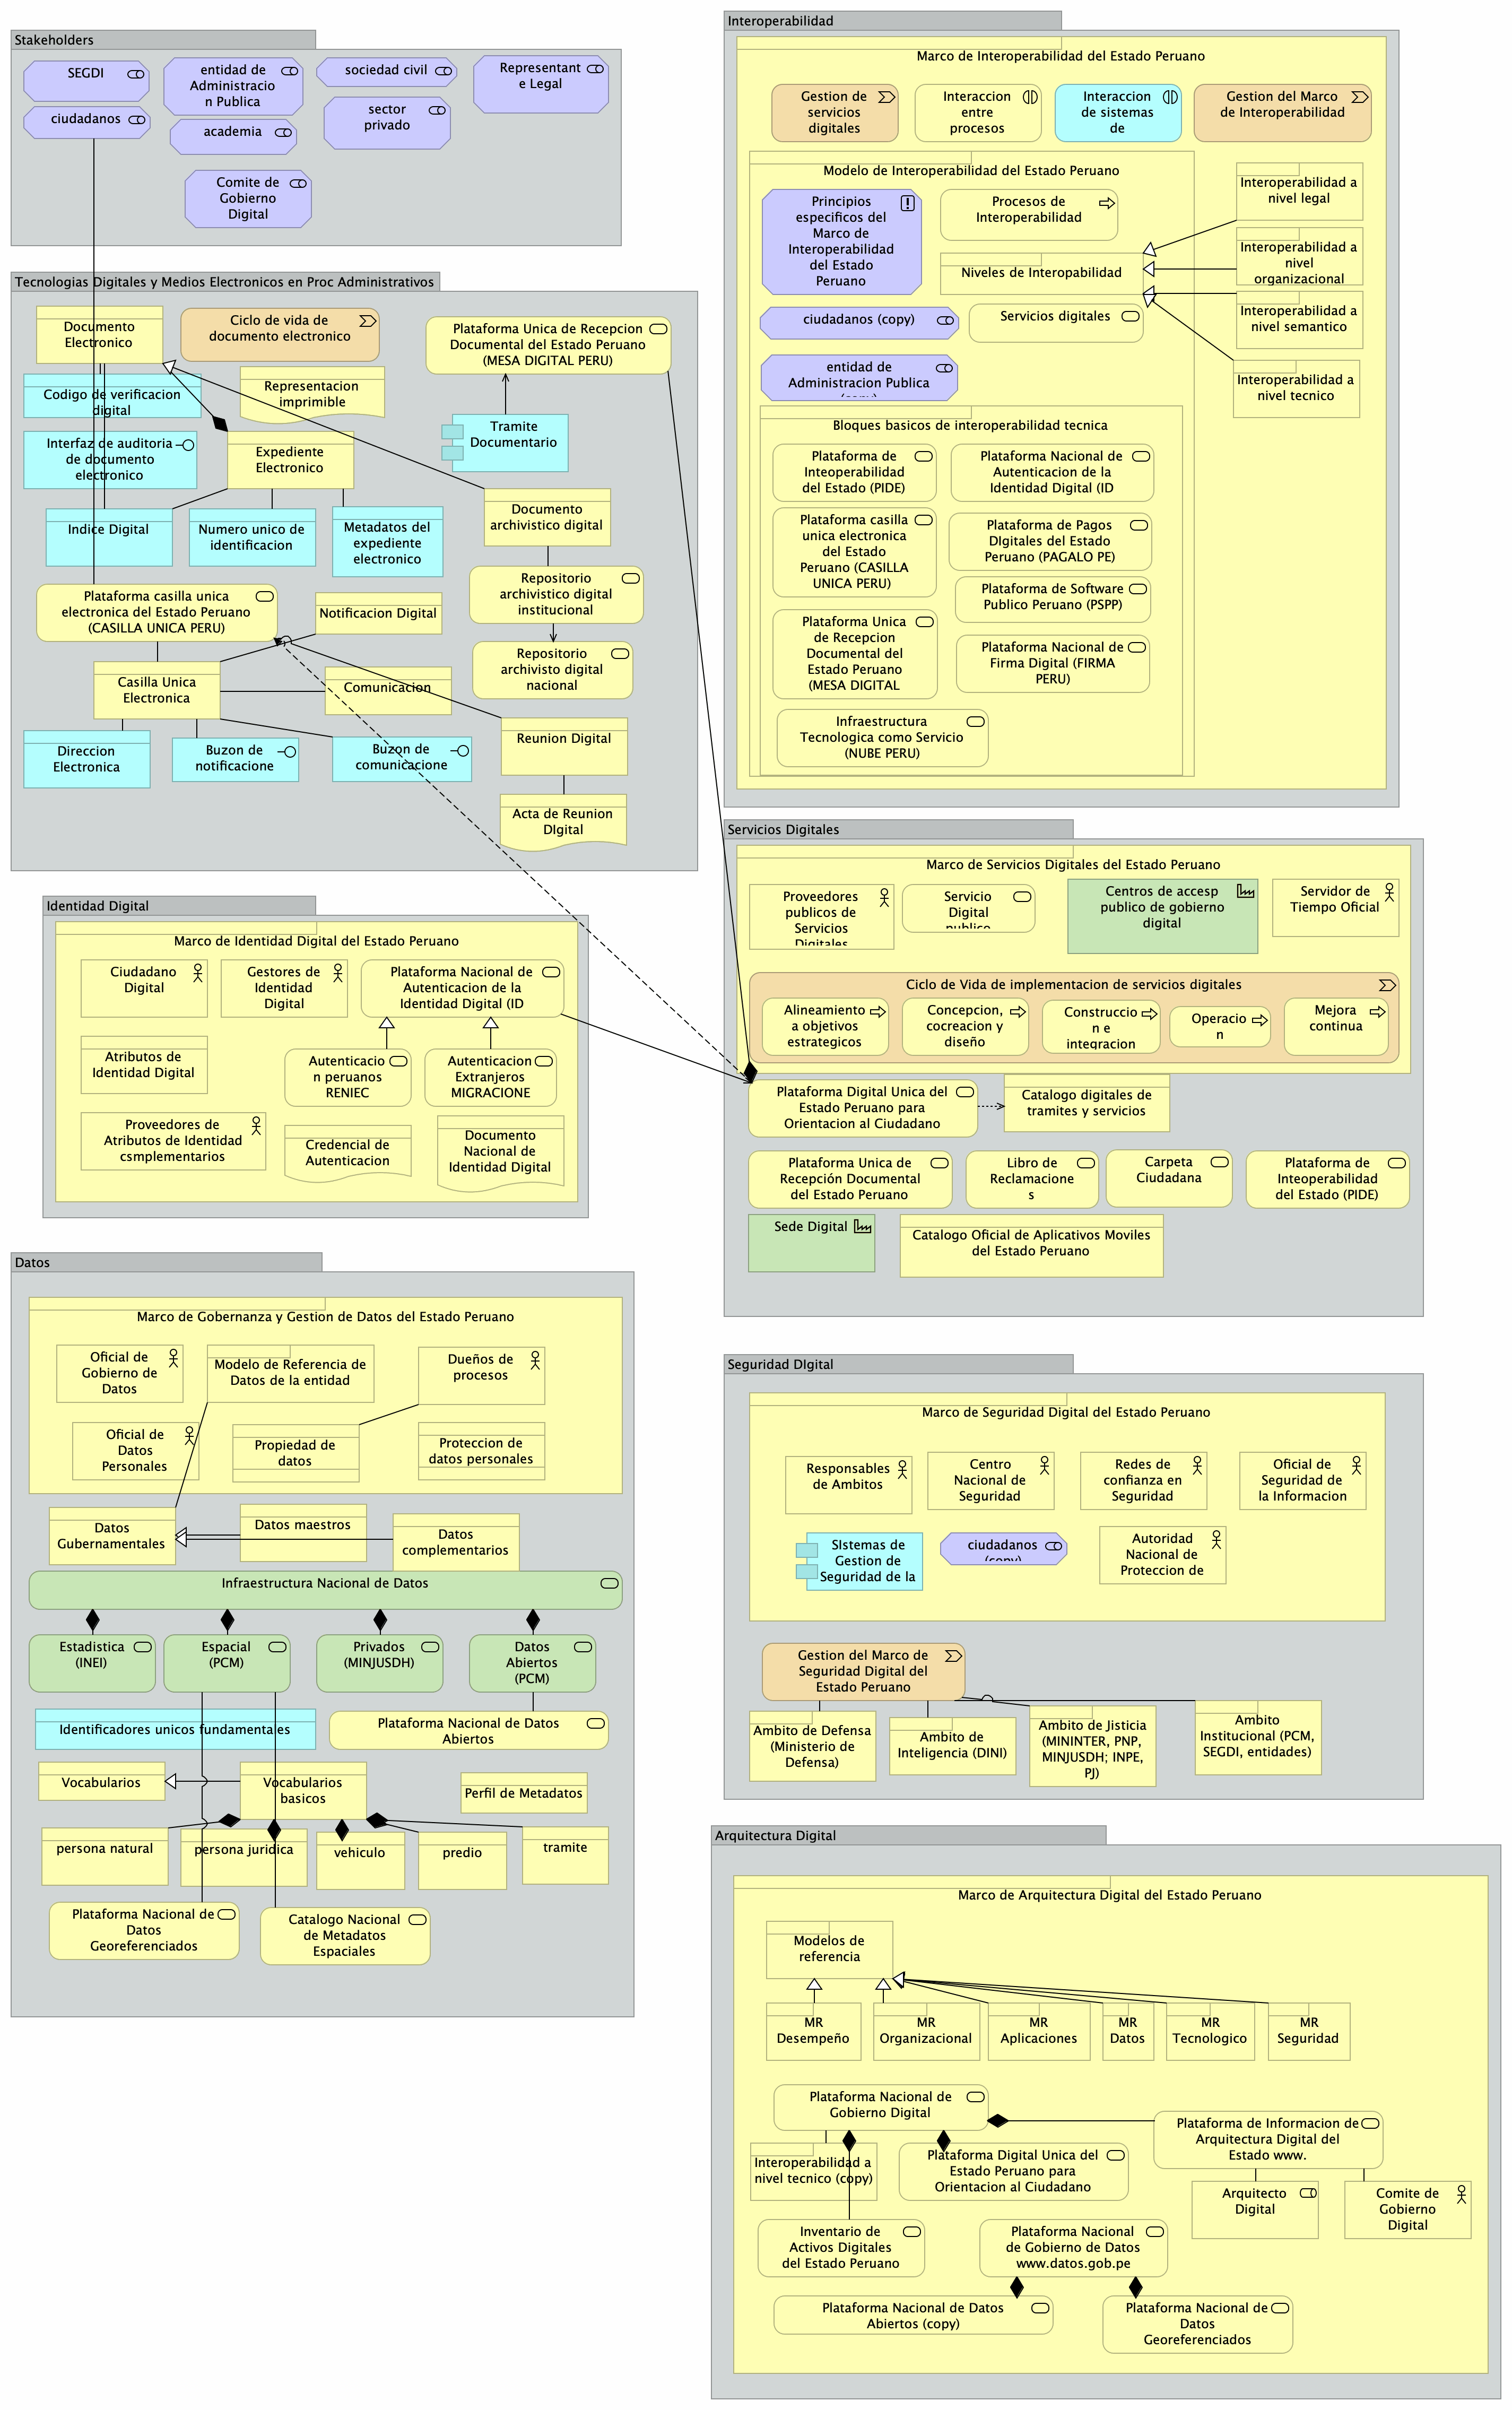 Stakeholders
SEGDI
entidad de
Administracio
n Publica
sociedad civil
Representant
e Legal
ciudadanos
academia
sector
privado
Comite de
Gobierno
Digital
Tecnologias Digitales y Medios Electronicos en Proc Administrativos
Documento
Electronico
Ciclo de vida de
documento electronico
Plataforma Unica de Recepcion
Documental del Estado Peruano
(MESA DIGITAL PERU)
Codigo de verificacion
digital
Representacion
imprimible
Tramite
Documentario
Interfaz de auditoria
de documento
electronico
Expediente
Electronico
Documento
archivistico digital
Indice Digital
Numero unico de
identificacion
Metadatos del
expediente
electronico
Repositorio
archivistico digital
institucional
Plataforma casilla unica
electronica del Estado Peruano
(CASILLA UNICA PERU)
Notificacion Digital
Repositorio
archivisto digital
nacional
Casilla Unica
Electronica
Comunicacion
Reunion Digital
Direccion
Electronica
Buzon de
notificacione
Buzon de
comunicacione
Acta de Reunion
DIgital
Identidad Digital
Marco de Identidad Digital del Estado Peruano
Ciudadano
Digital
Gestores de
Identidad
Digital
Plataforma Nacional de
Autenticacion de la
Identidad Digital (ID
Atributos de
Identidad Digital
Autenticacio
n peruanos
RENIEC
Autenticacion
Extranjeros
MIGRACIONE
Proveedores de
Atributos de Identidad
csmplementarios
Credencial de
Autenticacion
Documento
Nacional de
Identidad Digital
Datos
Marco de Gobernanza y Gestion de Datos del Estado Peruano
Oficial de
Gobierno de
Datos
Modelo de Referencia de
Datos de la entidad
Dueños de
procesos
Oficial de
Datos
Personales
Propiedad de
datos
Proteccion de
datos personales
Datos
Gubernamentales
Datos maestros
Datos
complementarios
Infraestructura Nacional de Datos
Estadistica
(INEI)
Espacial
(PCM)
Privados
(MINJUSDH)
Datos
Abiertos
(PCM)
Identificadores unicos fundamentales
Plataforma Nacional de Datos
Abiertos
Vocabularios
Vocabularios
basicos
Perfil de Metadatos
persona natural
persona juridica
vehiculo
predio
tramite
Plataforma Nacional de
Datos
Georeferenciados
Catalogo Nacional
de Metadatos
Espaciales
Interoperabilidad
Marco de Interoperabilidad del Estado Peruano
Gestion de
servicios
digitales
Interaccion
entre
procesos
Interaccion
de sistemas
de
Gestion del Marco
de Interoperabilidad
Modelo de Interoperabilidad del Estado Peruano
Principios
especificos del
Marco de
Interoperabilidad
del Estado
Peruano
Procesos de
Interoperabilidad
Niveles de Interopabilidad
Interoperabilidad a
nivel legal
Interoperabilidad a
nivel
organizacional
Interoperabilidad a
nivel semantico
Interoperabilidad a
nivel tecnico
ciudadanos (copy)
Servicios digitales
entidad de
Administracion Publica
(copy)
Bloques basicos de interoperabilidad tecnica
Plataforma de
Inteoperabilidad
del Estado (PIDE)
Plataforma Nacional de
Autenticacion de la
Identidad Digital (ID
Plataforma casilla
unica electronica
del Estado
Peruano (CASILLA
UNICA PERU)
Plataforma de Pagos
DIgitales del Estado
Peruano (PAGALO PE)
Plataforma de Software
Publico Peruano (PSPP)
Plataforma Unica
de Recepcion
Documental del
Estado Peruano
(MESA DIGITAL
Plataforma Nacional de
Firma Digital (FIRMA
PERU)
Infraestructura
Tecnologica como Servicio
(NUBE PERU)
Servicios Digitales
Marco de Servicios Digitales del Estado Peruano
Proveedores
publicos de
Servicios
Digitales
Servicio
Digital
publico
Centros de accesp
publico de gobierno
digital
Servidor de
Tiempo Oficial
Ciclo de Vida de implementacion de servicios digitales
Alineamiento
a objetivos
estrategicos
Concepcion,
cocreacion y
diseño
Construccio
n e
integracion
Operacio
n
Mejora
continua
Plataforma Digital Unica del
Estado Peruano para
Orientacion al Ciudadano
Catalogo digitales de
tramites y servicios
Plataforma Unica de
Recepción Documental
del Estado Peruano
Libro de
Reclamacione
s
Carpeta
Ciudadana
Plataforma de
Inteoperabilidad
del Estado (PIDE)
Sede Digital
Catalogo Oficial de Aplicativos Moviles
del Estado Peruano
Seguridad DIgital
Marco de Seguridad Digital del Estado Peruano
Responsables
de Ambitos
Centro
Nacional de
Seguridad
Redes de
confianza en
Seguridad
Oficial de
Seguridad de
la Informacion
SIstemas de
Gestion de
Seguridad de la
ciudadanos
(copy)
Autoridad
Nacional de
Proteccion de
Gestion del Marco de
Seguridad Digital del
Estado Peruano
Ambito de Defensa
(Ministerio de
Defensa)
Ambito de
Inteligencia (DINI)
Ambito de Jisticia
(MININTER, PNP,
MINJUSDH; INPE,
PJ)
Ambito
Institucional (PCM,
SEGDI, entidades)
Arquitectura Digital
Marco de Arquitectura Digital del Estado Peruano
Modelos de
referencia
MR
Desempeño
MR
Organizacional
MR
Aplicaciones
MR
Datos
MR
Tecnologico
MR
Seguridad
Plataforma Nacional de
Gobierno Digital
Plataforma de Informacion de
Arquitectura Digital del
Estado www.
Interoperabilidad a
nivel tecnico (copy)
Plataforma Digital Unica del
Estado Peruano para
Orientacion al Ciudadano
Arquitecto
Digital
Comite de
Gobierno
Digital
Inventario de
Activos Digitales
del Estado Peruano
Plataforma Nacional
de Gobierno de Datos
www.datos.gob.pe
Plataforma Nacional de Datos
Abiertos (copy)
Plataforma Nacional de
Datos
Georeferenciados